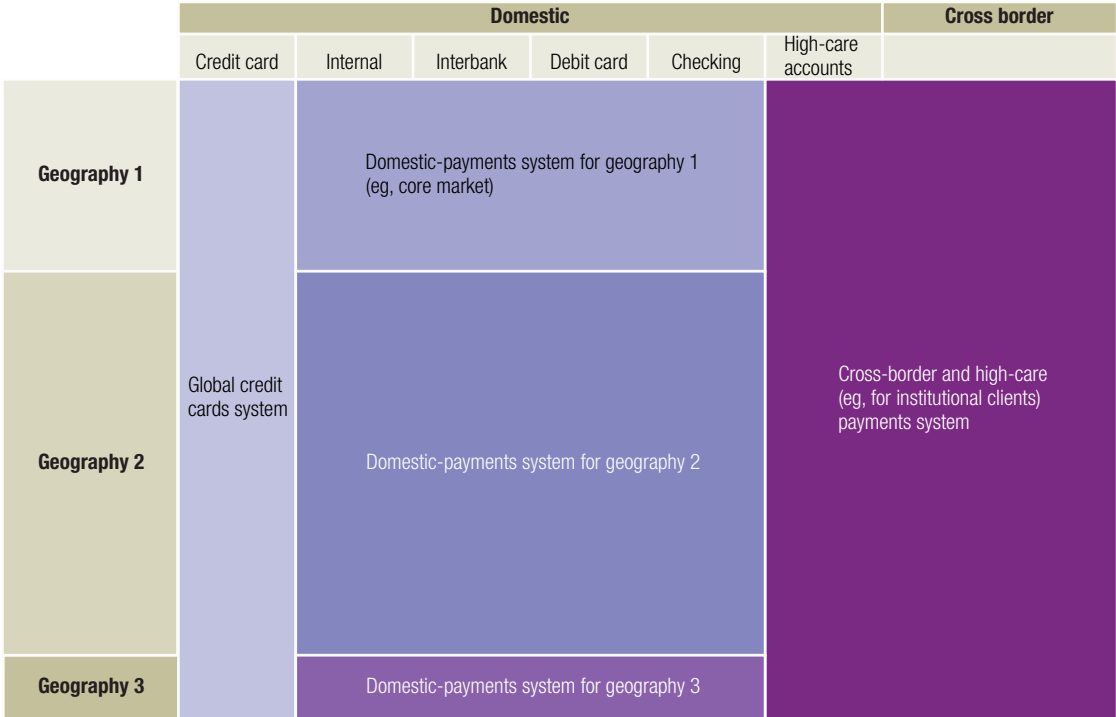 Domestic
Cross border
Credit card
Internal
Interbank
Debit card
Checking
High-care
accounts
Geography 1
Domestic-payments system for geography 1
(eg, core market)
Global credit
cards system
Cross-border and high-care
(eg, for institutional clients)
payments system
Geography 2
Domestic-payments system for geography 2
Geography 3
Domestic-payments system for geography 3